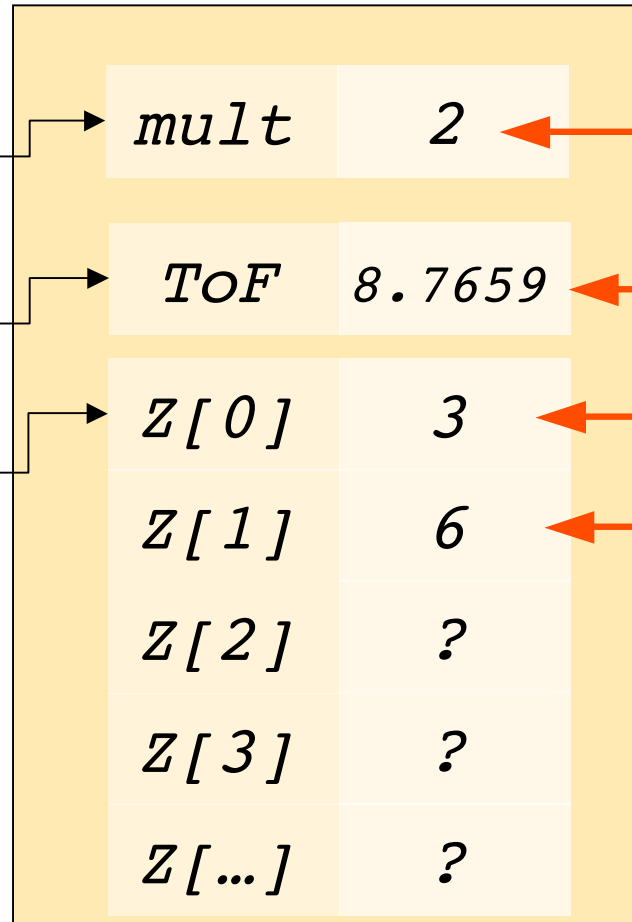 mult 2
ToF 8.7659
Z[0] 3
Z[1] 6
Z[2] ?
Z[3] ?
Z[…] ?